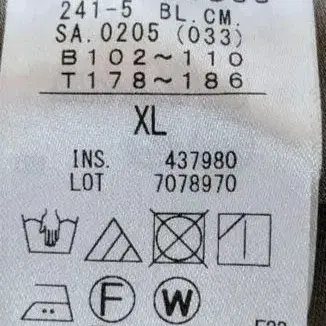 241-5 BL.CM.
SA.0205 (033)
B102～110
T178～186
XL
INS. 437980
LOT 7078970
F W